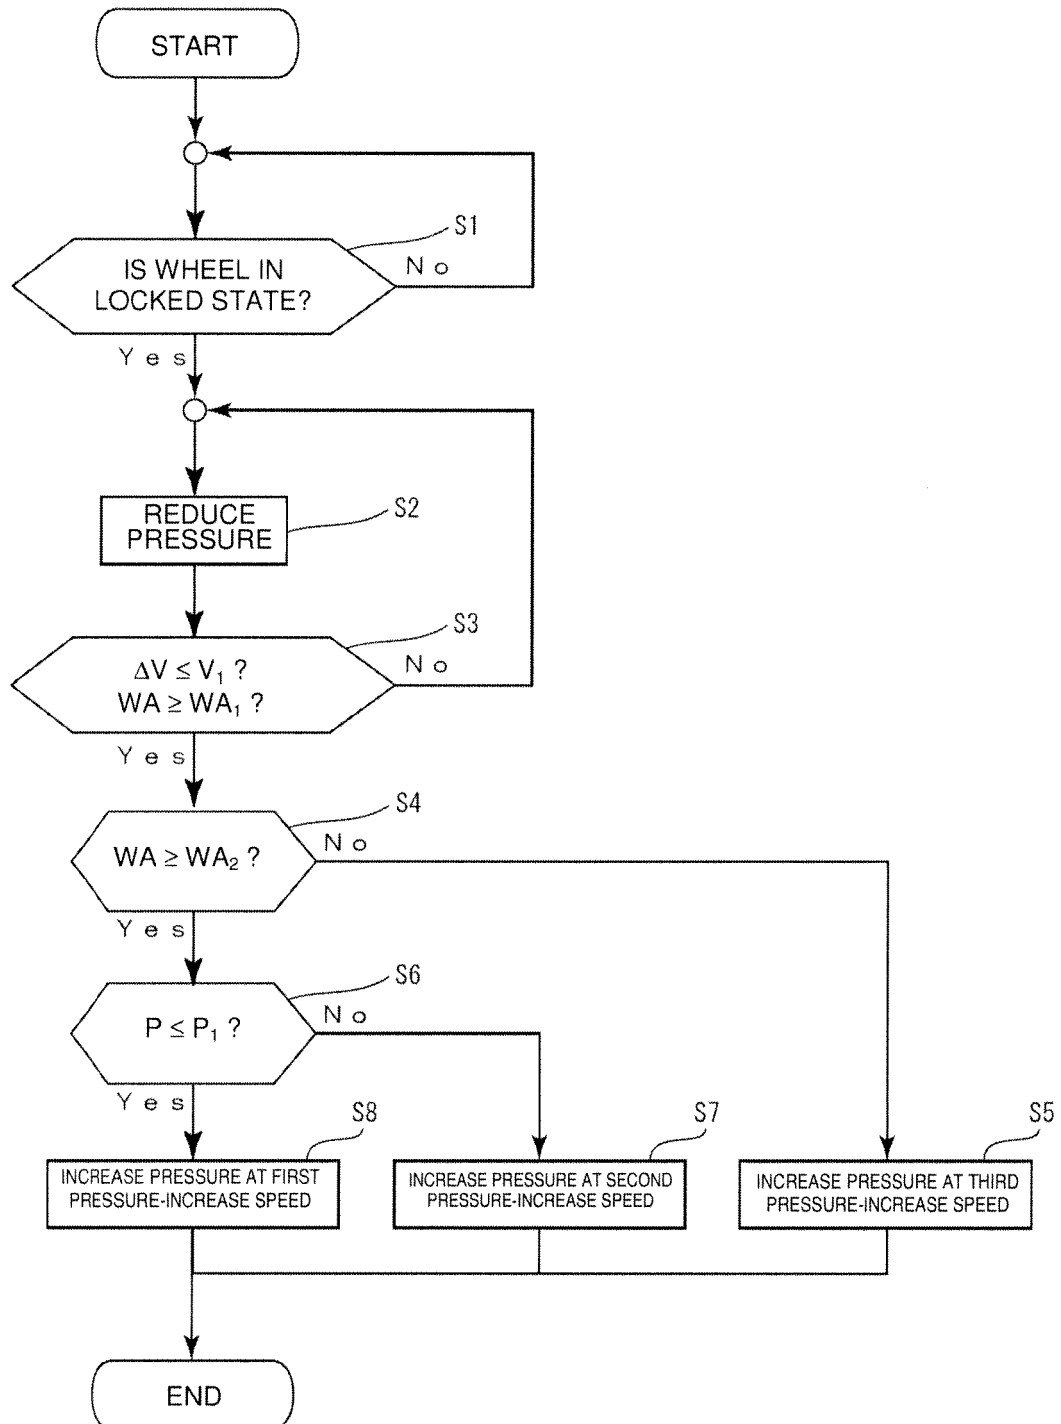 START
S1
IS WHEEL IN
LOCKED STATE?
No
Yes
S2
REDUCE
PRESSURE
S3
ΔV ≤ V₁ ?
WA ≥ WA₁ ?
No
Yes
S4
WA ≥ WA₂ ?
No
Yes
S6
P ≤ P₁ ?
No
Yes
S8
INCREASE PRESSURE AT FIRST
PRESSURE-INCREASE SPEED
S7
INCREASE PRESSURE AT SECOND
PRESSURE-INCREASE SPEED
S5
INCREASE PRESSURE AT THIRD
PRESSURE-INCREASE SPEED
END